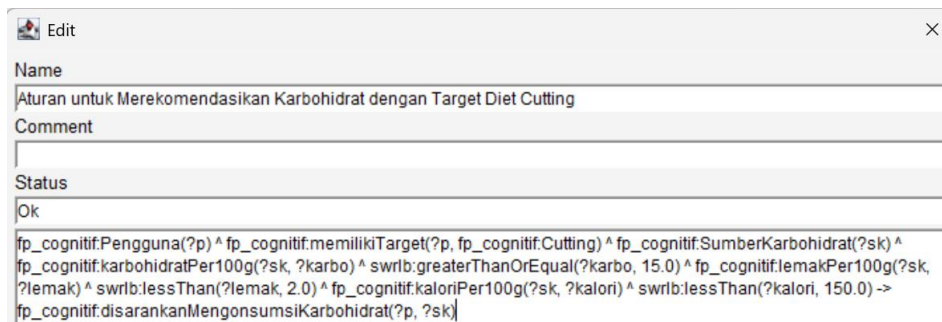 Edit
Name
Aturan untuk Merekomendasikan Karbohidrat dengan Target Diet Cutting
Comment
Status
Ok
fp_cognitif:Pengguna(?p) ^ fp_cognitif:memilikiTarget(?p, fp_cognitif:Cutting) ^ fp_cognitif:SumberKarbohidrat(?sk) ^
fp_cognitif:karbohidratPer100g(?sk, ?karbo) ^ swrlb:greaterThanOrEqual(?karbo, 15.0) ^ fp_cognitif:lemakPer100g(?sk,
?lemak) ^ swrlb:lessThan(?lemak, 2.0) ^ fp_cognitif:kaloriPer100g(?sk, ?kalori) ^ swrlb:lessThan(?kalori, 150.0) ->
fp_cognitif:disarankanMengonsumsiKarbohidrat(?p, ?sk)